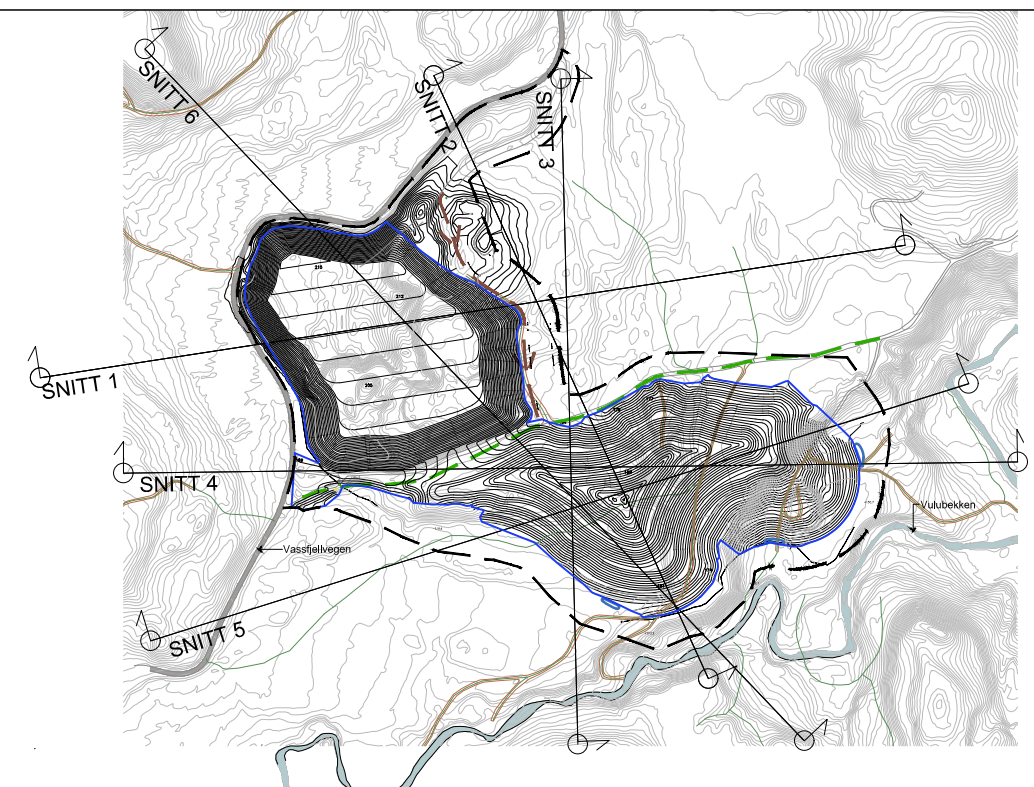 SNITT 6
SNITT 2
SNITT 3
SNITT 1
SNITT 4
Vulubekken
Vassfjellvegen
SNITT 5